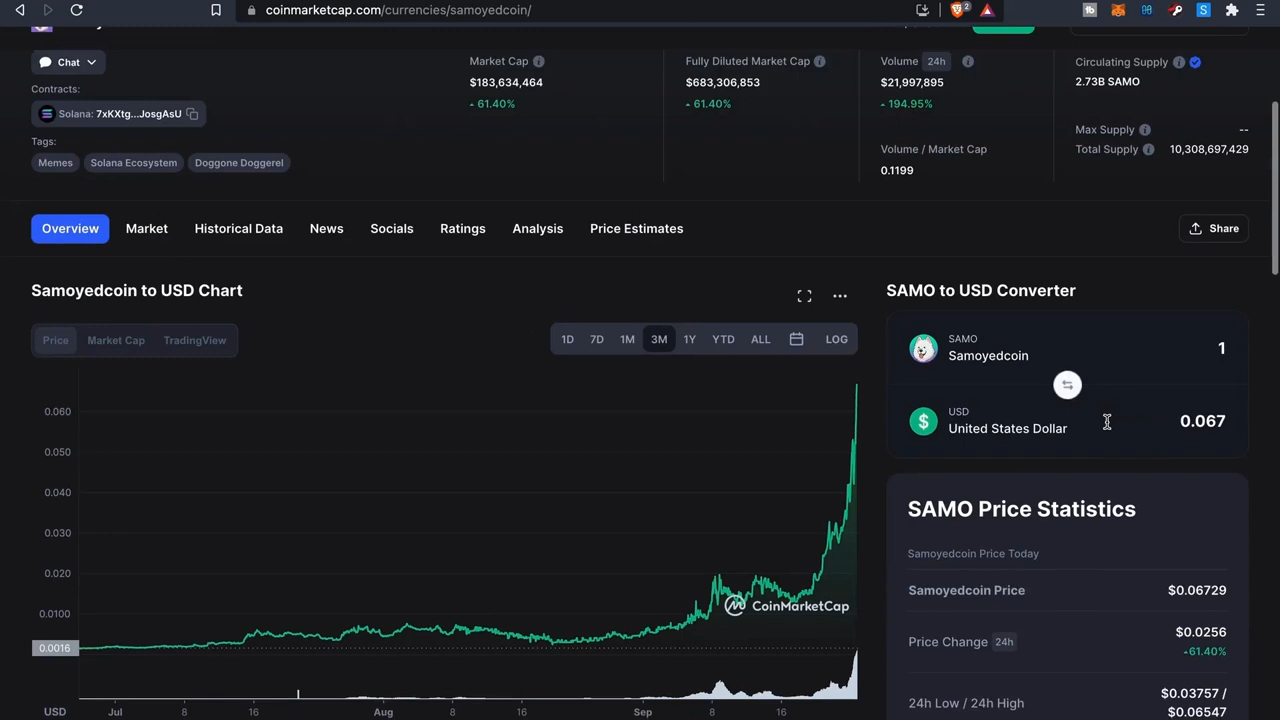 coinmarketcap.com/currencies/samoyedcoin/
2
tb
S
Chat
Contracts:
Solana: 7xKXtg...JosgAsU
Tags:
Memes
Solana Ecosystem
Doggone Doggerel
Market Cap
$183,634,464
61.40%
Fully Diluted Market Cap
$683,306,853
61.40%
Volume 24h
$21,997,895
194.95%
Volume / Market Cap
0.1199
Circulating Supply
2.73B SAMO
Max Supply --
Total Supply 10,308,697,429
Overview Market Historical Data News Socials Ratings Analysis Price Estimates
Share
Samoyedcoin to USD Chart
Price Market Cap TradingView
1D 7D 1M 3M 1Y YTD ALL LOG
0.060
0.050
0.040
0.030
0.020
0.0100
0.0016
CoinMarketCap
USD Jul 8 16 Aug 8 16 Sep 8 16
SAMO to USD Converter
SAMO
Samoyedcoin
1
USD
United States Dollar
0.067
SAMO Price Statistics
Samoyedcoin Price Today
Samoyedcoin Price $0.06729
Price Change 24h
$0.0256
61.40%
24h Low / 24h High
$0.03757 /
$0.06547